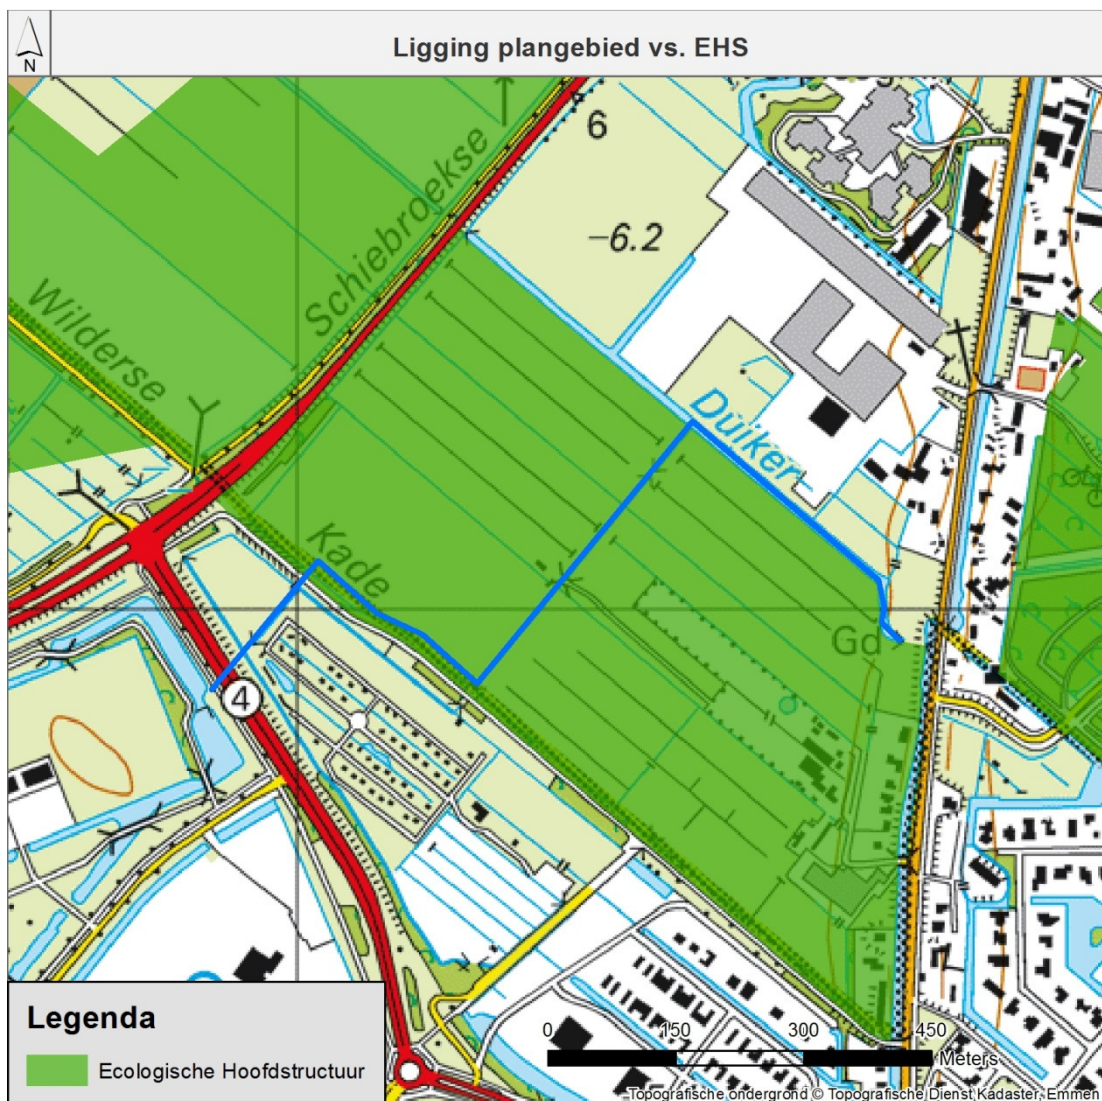 N
Ligging plangebied vs. EHS
6
Schiebroekse
-6.2
Wilderse
Duiker
Kade
Gd
4
Legenda
Ecologische Hoofdstructuur
0 150 300 450
Meters
Topografische ondergrond © Topografische Dienst Kadaster, Emmen